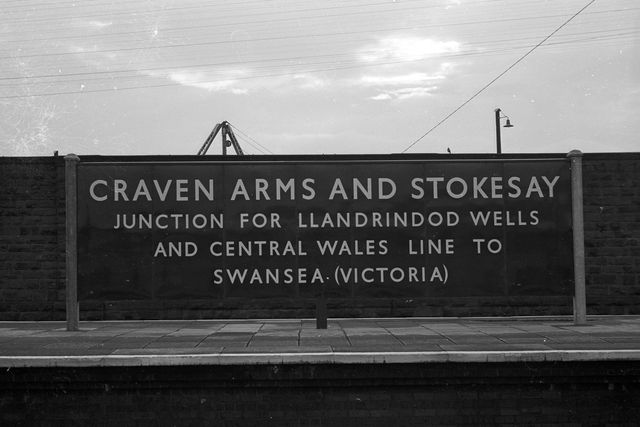 CRAVEN ARMS AND STOKESAY
JUNCTION FOR LLANDRINDOD WELLS
AND CENTRAL WALES LINE TO
SWANSEA (VICTORIA)